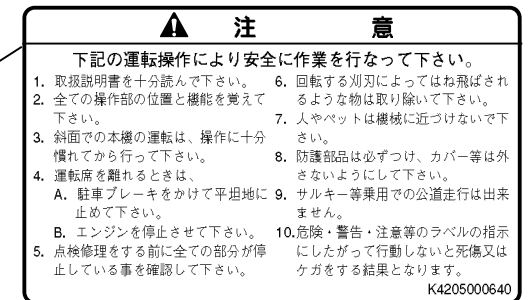 注 意
下記の運転操作により安全に作業を行なって下さい。
1. 取扱説明書を十分読んで下さい。
2. 全ての操作部の位置と機能を覚えて
下さい。
3. 斜面での本機の運転は、操作に十分
慣れてから行って下さい。
4. 運転席を離れるときは、
A. 駐車ブレーキをかけて平坦地に
止めて下さい。
B. エンジンを停止させて下さい。
5. 点検修理をする前に全ての部分が停
止している事を確認して下さい。
6. 回転する刈刃によってはね飛ばされ
るような物は取り除いて下さい。
7. 人やペットは機械に近づけないで下
さい。
8. 防護部品は必ずつけ、カバー等は外
さないようにして下さい。
9. サルキー等乗用での公道走行は出来
ません。
10.危険・警告・注意等のラベルの指示
にしたがって行動しないと死傷又は
ケガをする結果となります。
K4205000640